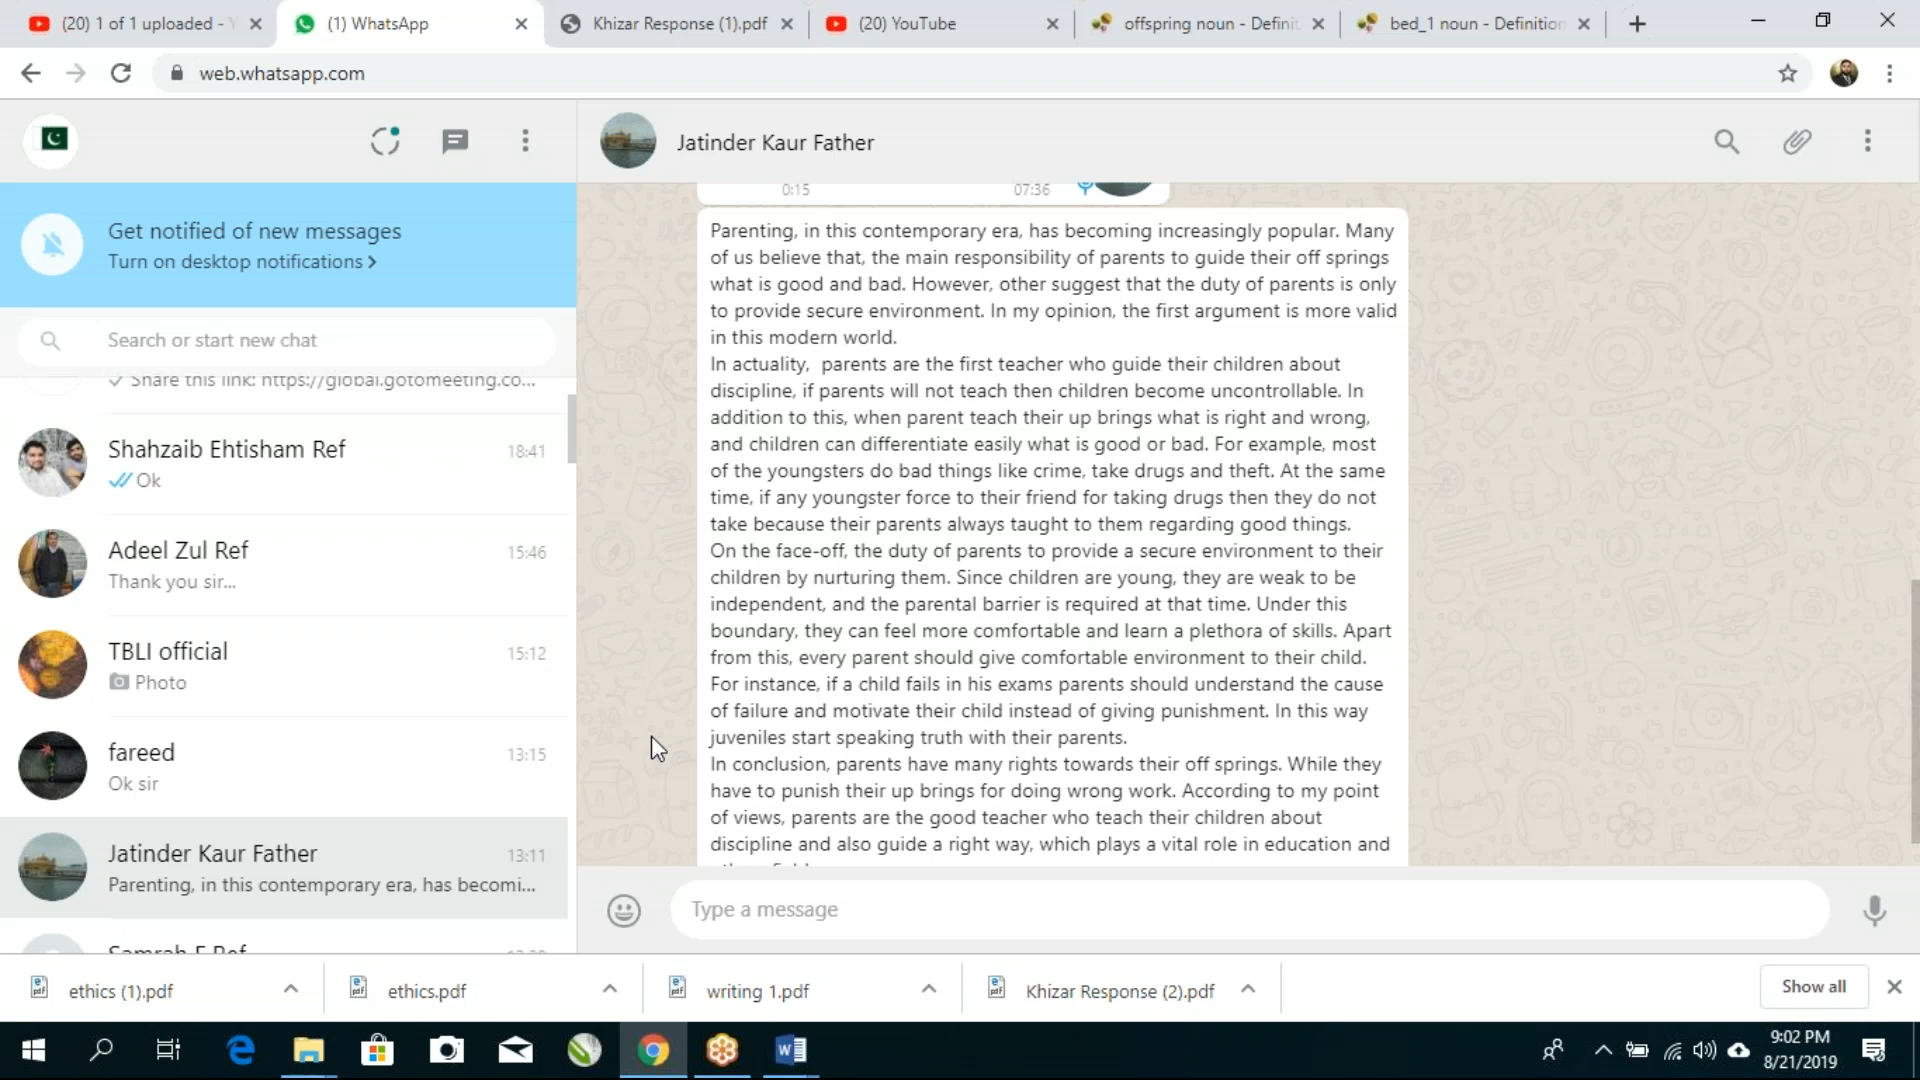 (20) 1 of 1 uploaded -
(1) WhatsApp
Khizar Response (1).pdf
(20) YouTube
offspring noun - Definit
bed_1 noun - Definition
web.whatsapp.com
Get notified of new messages
Turn on desktop notifications >
Search or start new chat
Share this link: https://global.gotomeeting.co...
Shahzaib Ehtisham Ref
18:41
Ok
Adeel Zul Ref
15:46
Thank you sir...
TBLI official
15:12
Photo
fareed
13:15
Ok sir
Jatinder Kaur Father
13:11
Parenting, in this contemporary era, has becomi...
Jatinder Kaur Father
0:15
07:36
Parenting, in this contemporary era, has becoming increasingly popular. Many
of us believe that, the main responsibility of parents to guide their off springs
what is good and bad. However, other suggest that the duty of parents is only
to provide secure environment. In my opinion, the first argument is more valid
in this modern world.
In actuality,  parents are the first teacher who guide their children about
discipline, if parents will not teach then children become uncontrollable. In
addition to this, when parent teach their up brings what is right and wrong,
and children can differentiate easily what is good or bad. For example, most
of the youngsters do bad things like crime, take drugs and theft. At the same
time, if any youngster force to their friend for taking drugs then they do not
take because their parents always taught to them regarding good things.
On the face-off, the duty of parents to provide a secure environment to their
children by nurturing them. Since children are young, they are weak to be
independent, and the parental barrier is required at that time. Under this
boundary, they can feel more comfortable and learn a plethora of skills. Apart
from this, every parent should give comfortable environment to their child.
For instance, if a child fails in his exams parents should understand the cause
of failure and motivate their child instead of giving punishment. In this way
juveniles start speaking truth with their parents.
In conclusion, parents have many rights towards their off springs. While they
have to punish their up brings for doing wrong work. According to my point
of views, parents are the good teacher who teach their children about
discipline and also guide a right way, which plays a vital role in education and
Type a message
ethics (1).pdf
ethics.pdf
writing 1.pdf
Khizar Response (2).pdf
Show all
9:02 PM
8/21/2019